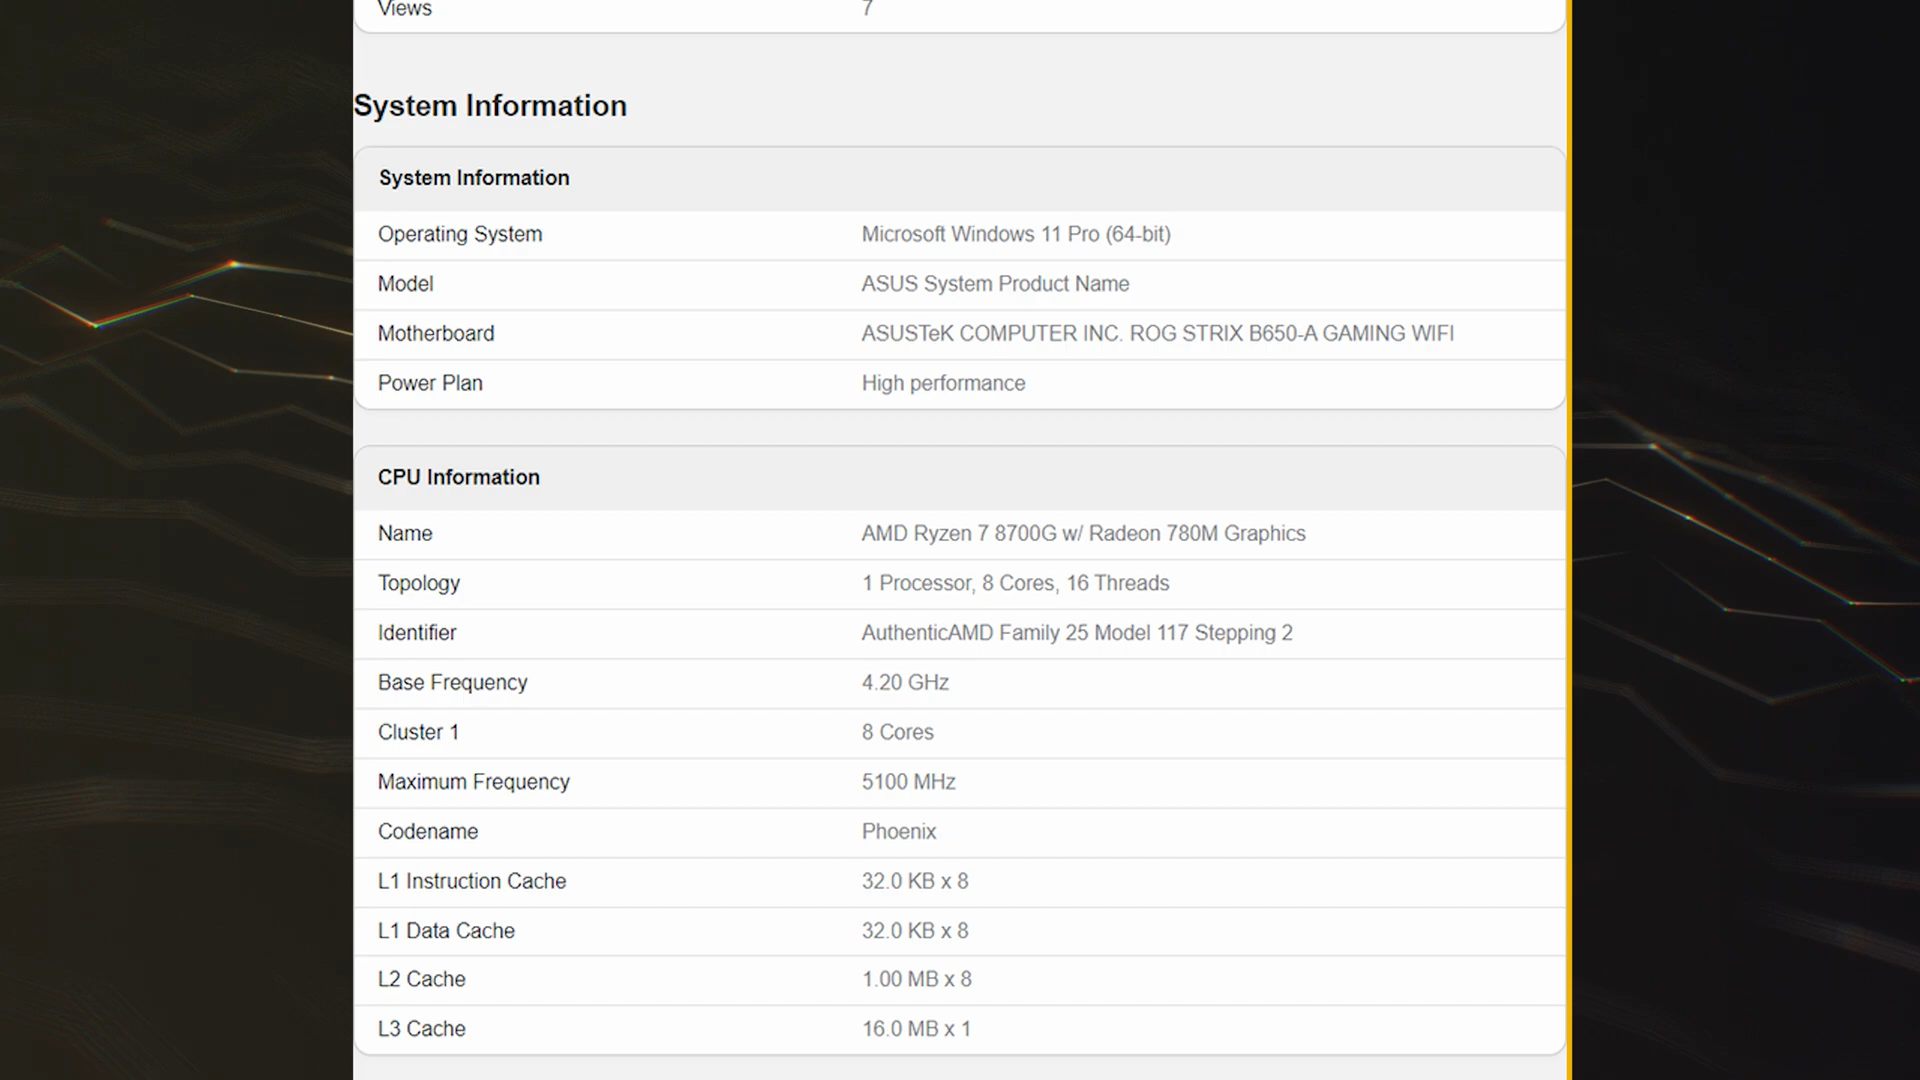 Views 7
System Information
System Information
Operating System Microsoft Windows 11 Pro (64-bit)
Model ASUS System Product Name
Motherboard ASUSTeK COMPUTER INC. ROG STRIX B650-A GAMING WIFI
Power Plan High performance
CPU Information
Name AMD Ryzen 7 8700G w/ Radeon 780M Graphics
Topology 1 Processor, 8 Cores, 16 Threads
Identifier AuthenticAMD Family 25 Model 117 Stepping 2
Base Frequency 4.20 GHz
Cluster 1 8 Cores
Maximum Frequency 5100 MHz
Codename Phoenix
L1 Instruction Cache 32.0 KB x 8
L1 Data Cache 32.0 KB x 8
L2 Cache 1.00 MB x 8
L3 Cache 16.0 MB x 1